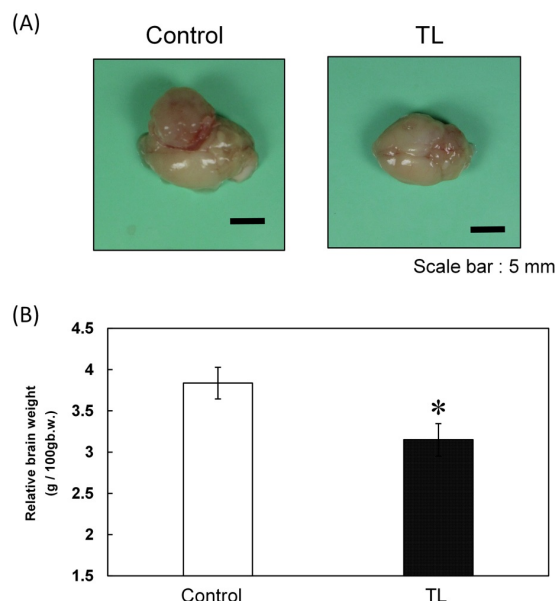 (A)
Control TL
Scale bar : 5 mm
(B)
Relative brain weight
(g / 100gb.w.)
4.5
4
3.5
3
2.5
2
1.5
*
Control TL